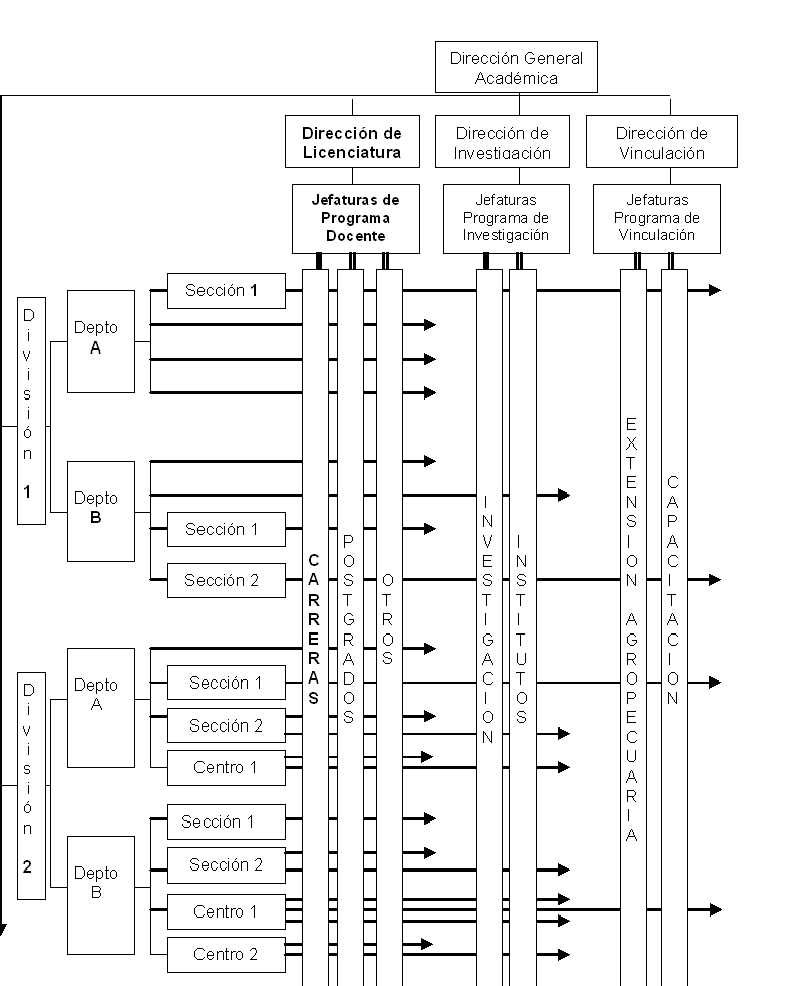 Dirección General
Académica
Dirección de
Licenciatura
Dirección de
Investigación
Dirección de
Vinculación
Jefaturas de
Programa
Docente
Jefaturas
Programa de
Investigación
Jefaturas
Programa de
Vinculación
División 1
Depto
A
Sección 1
Depto
B
Sección 1
Sección 2
División 2
Depto
A
Sección 1
Sección 2
Centro 1
Depto
B
Sección 1
Sección 2
Centro 1
Centro 2
CARRERAS
POSTGRADOS
OTROS
INVESTIGACION
INSTITUTOS
EXTENSION AGROPECUARIA
CAPACITACION